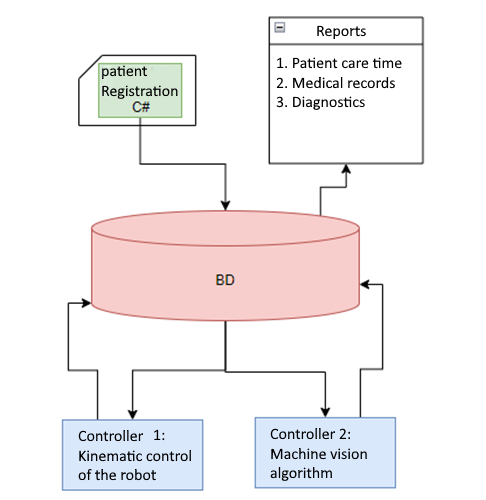 patient
Registration
C#
Reports
1. Patient care time
2. Medical records
3. Diagnostics
BD
Controller 1:
Kinematic control
of the robot
Controller 2:
Machine vision
algorithm